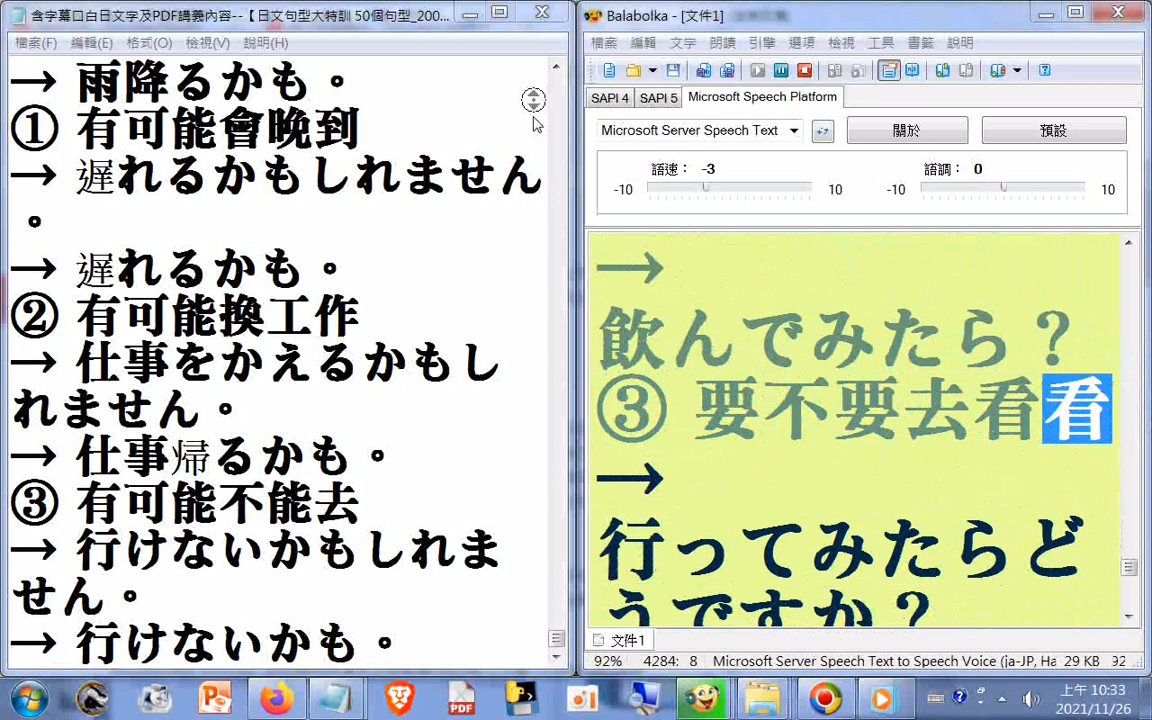 含字幕口白日文字及PDF講義內容--【日文句型大特訓 50個句型_200...
檔案(F) 編輯(E) 格式(O) 檢視(V) 說明(H)
→ 雨降るかも。
① 有可能會晚到
→ 遅れるかもしれません
。
→ 遅れるかも。
② 有可能換工作
→ 仕事をかえるかもし
れません。
→ 仕事帰るかも。
③ 有可能不能去
→ 行けないかもしれま
せん。
→ 行けないかも。
Balabolka - [文件1]
檔案 編輯 文字 朗讀 引擎 選項 檢視 工具 書籤 說明
SAPI 4 SAPI 5 Microsoft Speech Platform
Microsoft Server Speech Text 關於 預設
語速： -3 語調： 0
-10 10 -10 10
→
飲んでみたら？
③ 要不要去看看
→
行ってみたらど
うですか？
文件1
92% 4284: 8 Microsoft Server Speech Text to Speech Voice (ja-JP, Ha 29 KB 92
上午 10:33
2021/11/26